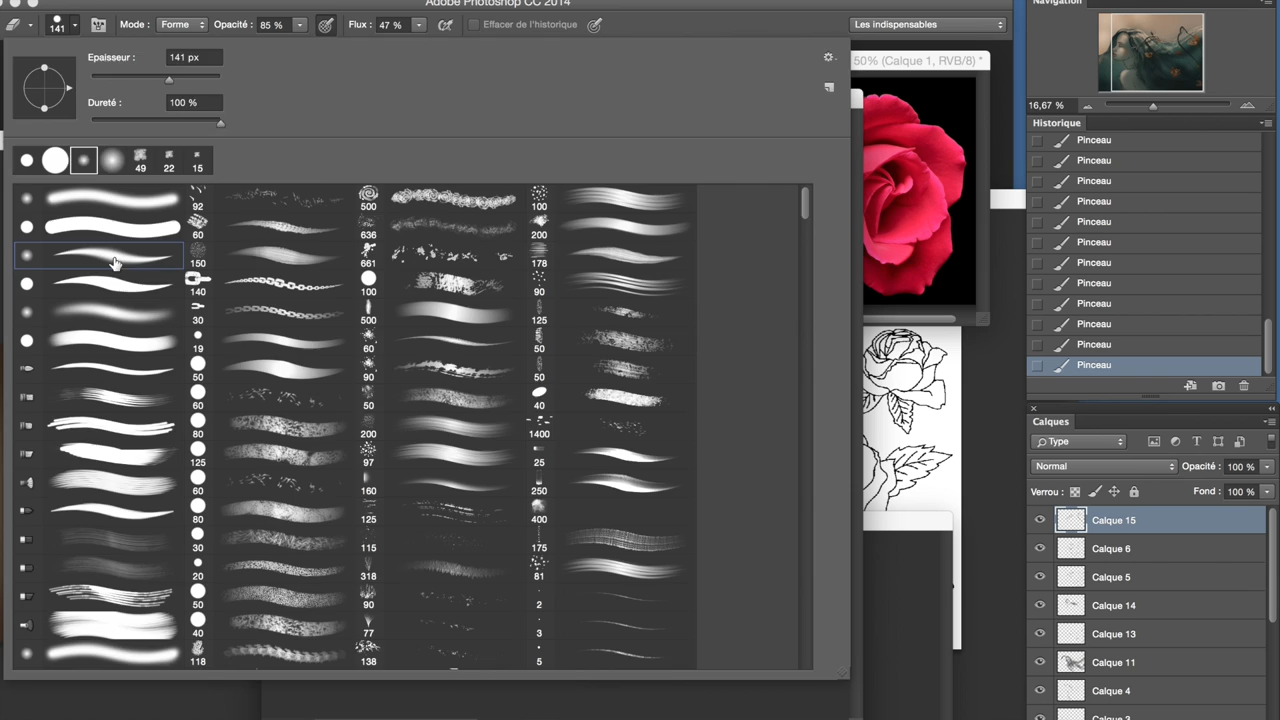 Adobe Photoshop CC 2014
141 Mode : Forme Opacité : 85 % Flux : 47 % Effacer de l'historique Les indispensables
Epaisseur : 141 px
Dureté : 100 %
49 22 15
92 500 100
60 636 200
150 661 178
140 100 90
30 500 125
19 60 50
50 90 50
60 50 40
80 200 1400
125 97 25
60 160 250
80 125 400
30 115 175
20 318 81
50 90 2
40 77 3
118 138 5
50% (Calque 1, RVB/8) *
Navigation
16,67 %
Historique
Pinceau
Pinceau
Pinceau
Pinceau
Pinceau
Pinceau
Pinceau
Pinceau
Pinceau
Pinceau
Pinceau
Pinceau
Calques
Type
Normal Opacité : 100 %
Verrou : Fond : 100 %
Calque 15
Calque 6
Calque 5
Calque 14
Calque 13
Calque 11
Calque 4